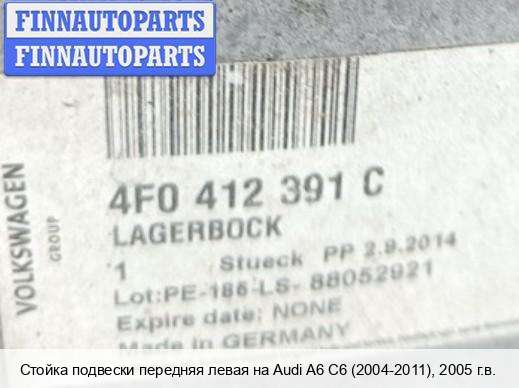 FINNAUTOPARTS
FINNAUTOPARTS
VOLKSWAGEN
GROUP
4F0 412 391 C
LAGERBOCK
1 Stueck PP 2.9.2014
Lot:PE-186-LS- 88052921
Expire date: NONE
Made in GERMANY
Стойка подвески передняя левая на Audi A6 C6 (2004-2011), 2005 г.в.